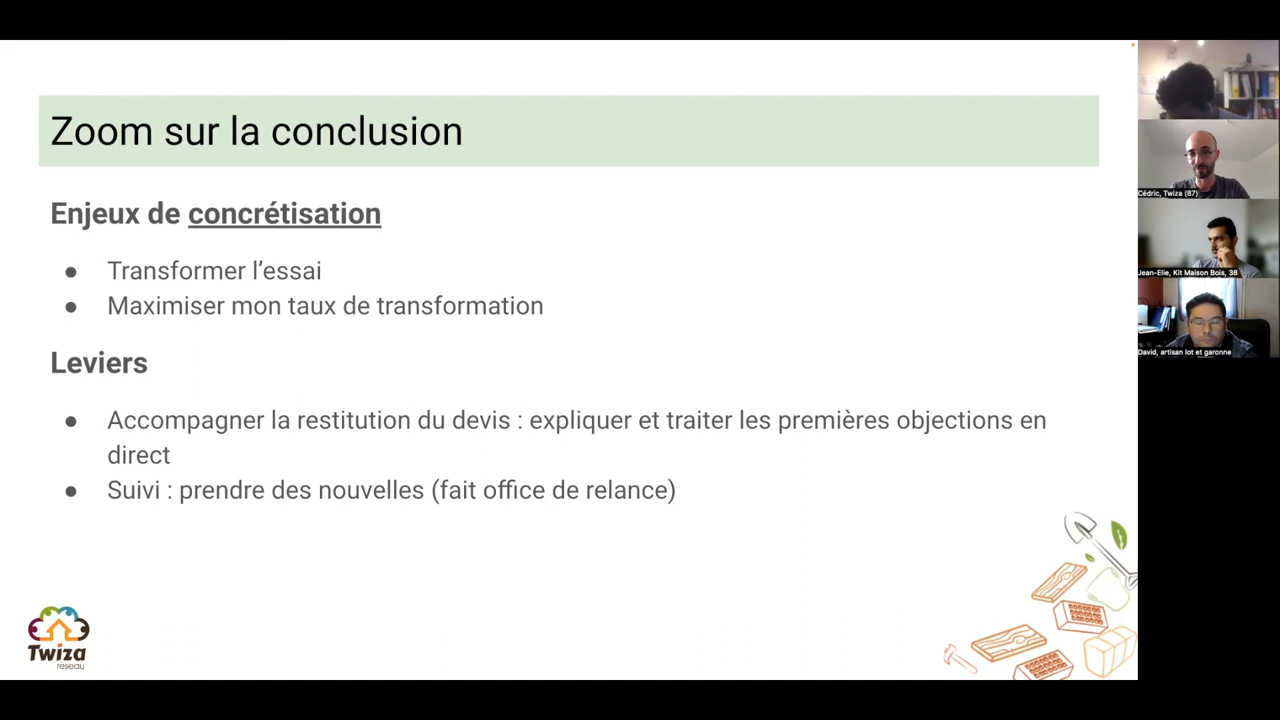 Zoom sur la conclusion
Enjeux de concrétisation
● Transformer l’essai
● Maximiser mon taux de transformation
Leviers
● Accompagner la restitution du devis : expliquer et traiter les premières objections en
direct
● Suivi : prendre des nouvelles (fait office de relance)
Twiza
réseau
Cédric, Twiza (87)
Jean-Elie, Kit Maison Bois, 38
David, artisan lot et garonne